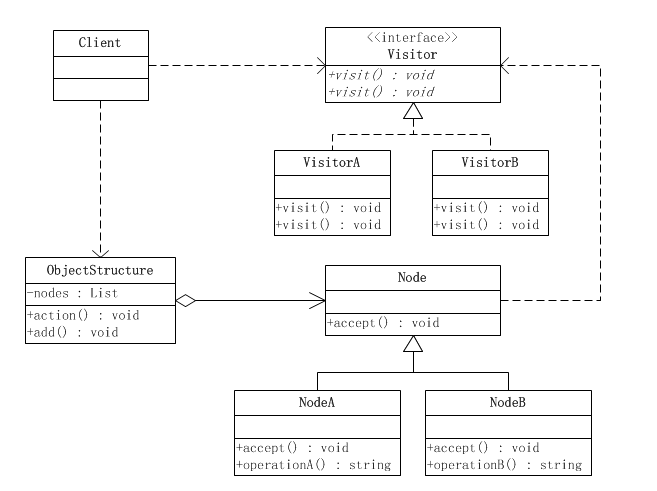 Client
<<interface>>
Visitor
+visit() : void
+visit() : void
VisitorA
+visit() : void
+visit() : void
VisitorB
+visit() : void
+visit() : void
ObjectStructure
-nodes : List
+action() : void
+add() : void
Node
+accept() : void
NodeA
+accept() : void
+operationA() : string
NodeB
+accept() : void
+operationB() : string